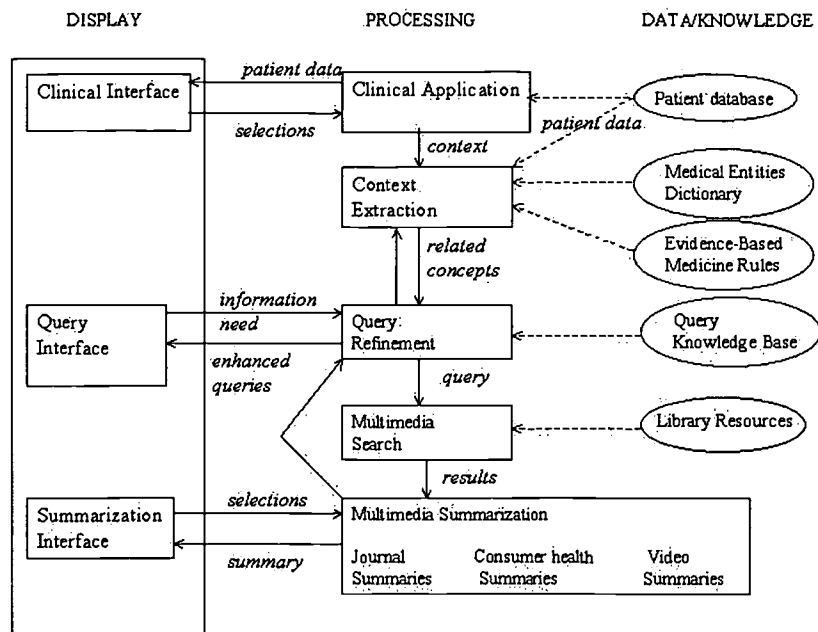 DISPLAY
PROCESSING
DATA/KNOWLEDGE
patient data
Clinical Interface
Clinical Application
Patient database
selections
patient data
context
Context
Extraction
Medical Entities
Dictionary
related
concepts
Evidence-Based
Medicine Rules
information
need
Query
Interface
Query:
Refinement
Query
Knowledge Base
enhanced
queries
query
Multimedia
Search
Library Resources
results
selections
Summarization
Interface
Multimedia Summarization
summary
Journal
Summaries
Consumer health
Summaries
Video
Summaries